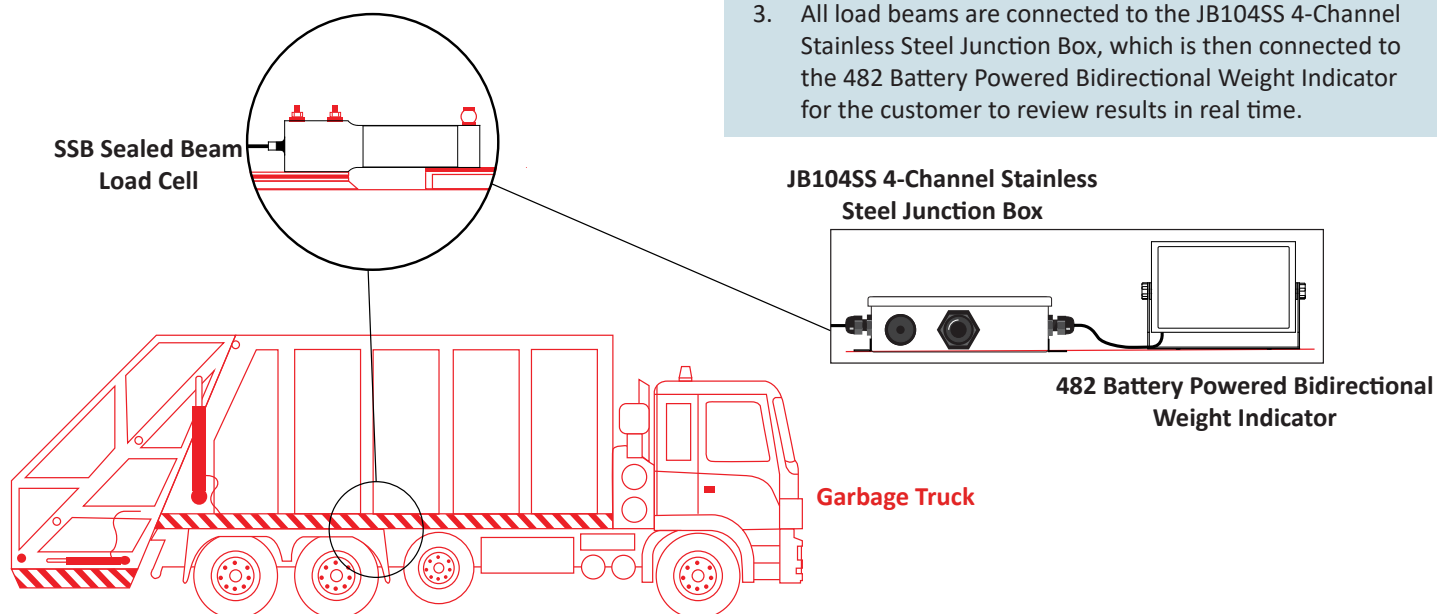 3. All load beams are connected to the JB104SS 4-Channel
Stainless Steel Junction Box, which is then connected to
the 482 Battery Powered Bidirectional Weight Indicator
for the customer to review results in real time.
SSB Sealed Beam
Load Cell
JB104SS 4-Channel Stainless
Steel Junction Box
482 Battery Powered Bidirectional
Weight Indicator
Garbage Truck